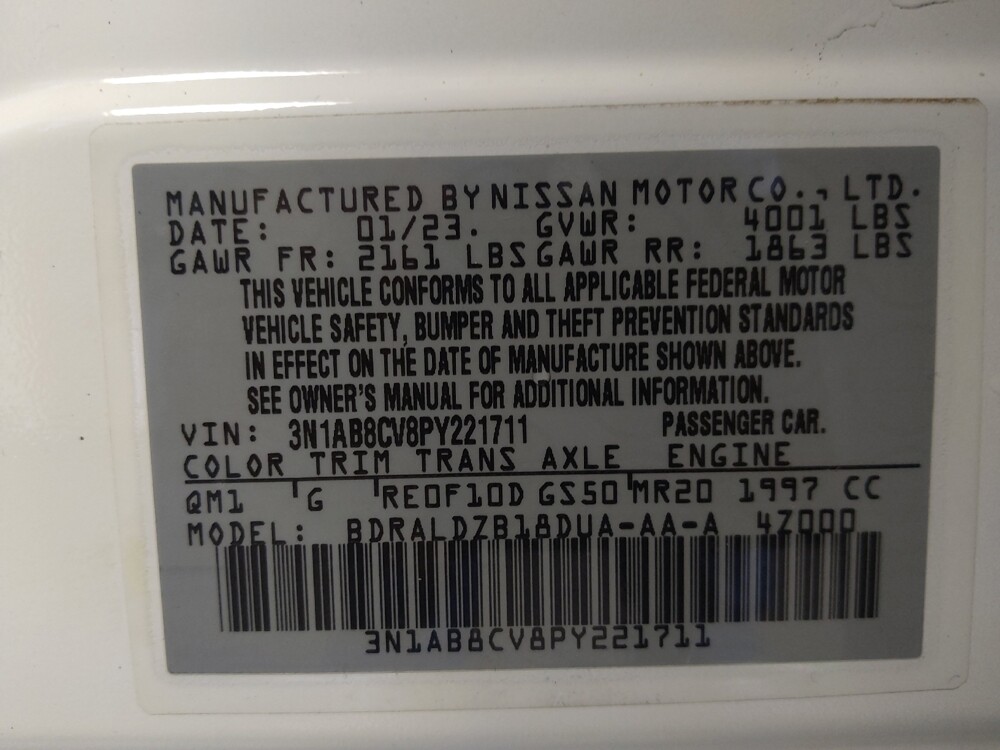 MANUFACTURED BY NISSAN MOTOR CO., LTD.
DATE: 01/23. GVWR: 4001 LBS
GAWR FR: 2161 LBS GAWR RR: 1863 LBS
THIS VEHICLE CONFORMS TO ALL APPLICABLE FEDERAL MOTOR
VEHICLE SAFETY, BUMPER AND THEFT PREVENTION STANDARDS
IN EFFECT ON THE DATE OF MANUFACTURE SHOWN ABOVE.
SEE OWNER'S MANUAL FOR ADDITIONAL INFORMATION.
VIN: 3N1AB8CV8PY221711 PASSENGER CAR.
COLOR TRIM TRANS AXLE ENGINE
QM1 G RE0F10D GS50 MR20 1997 CC
MODEL: BDRALDZB18DUA-AA-A 4Z000
3N1AB8CV8PY221711